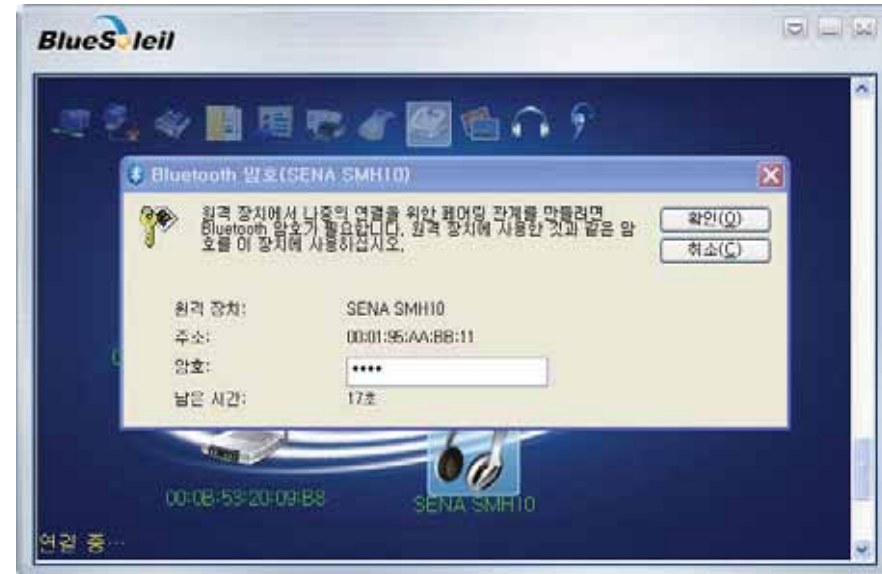 BlueSoleil
Bluetooth 암호(SENA SMH10)
원격 장치에서 나중의 연결을 위한 페어링 관계를 만들려면
Bluetooth 암호가 필요합니다. 원격 장치에 사용한 것과 같은 암
호를 이 장치에 사용하십시오.
확인(O)
취소(C)
원격 장치: SENA SMH10
주소: 00:01:95:AA:BB:11
암호: ••••
남은 시간: 17초
00:0B:53:20:09:B8
SENA SMH10
연결 중...